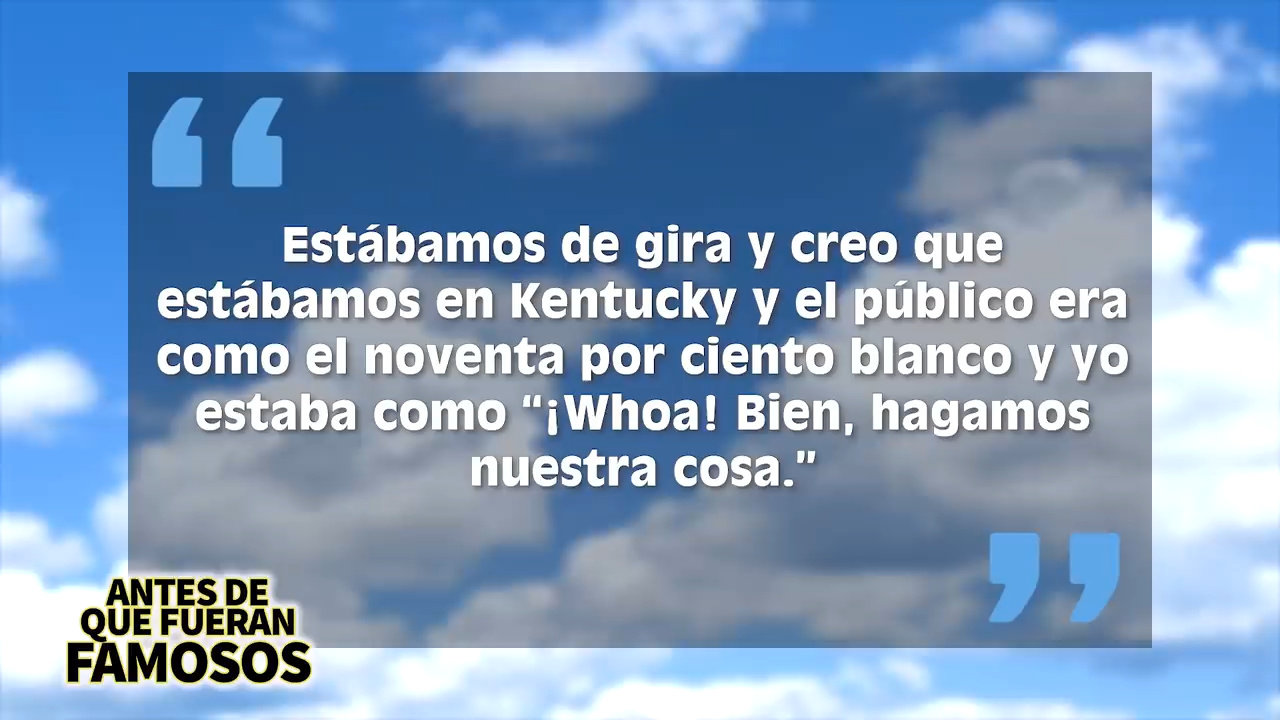 “
Estábamos de gira y creo que
estábamos en Kentucky y el público era
como el noventa por ciento blanco y yo
estaba como “¡Whoa! Bien, hagamos
nuestra cosa.”
”
ANTES DE
QUE FUERAN
FAMOSOS